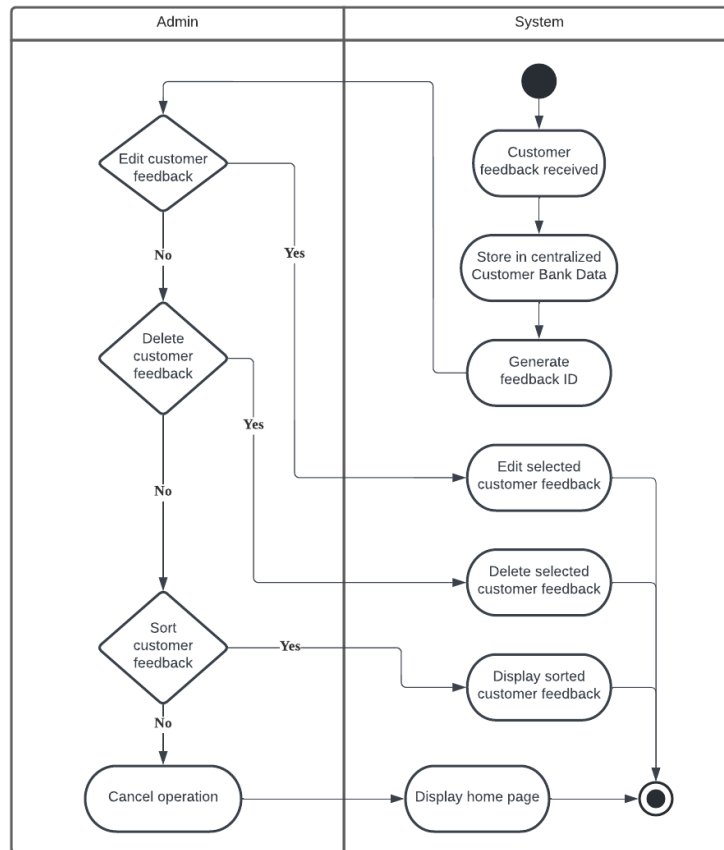 Admin
System
Customer
feedback received
Edit customer
feedback
No
Yes
Store in centralized
Customer Bank Data
Delete
customer
feedback
Generate
feedback ID
Yes
Edit selected
customer feedback
No
Delete selected
customer feedback
Sort
customer
feedback
Yes
Display sorted
customer feedback
No
Cancel operation
Display home page